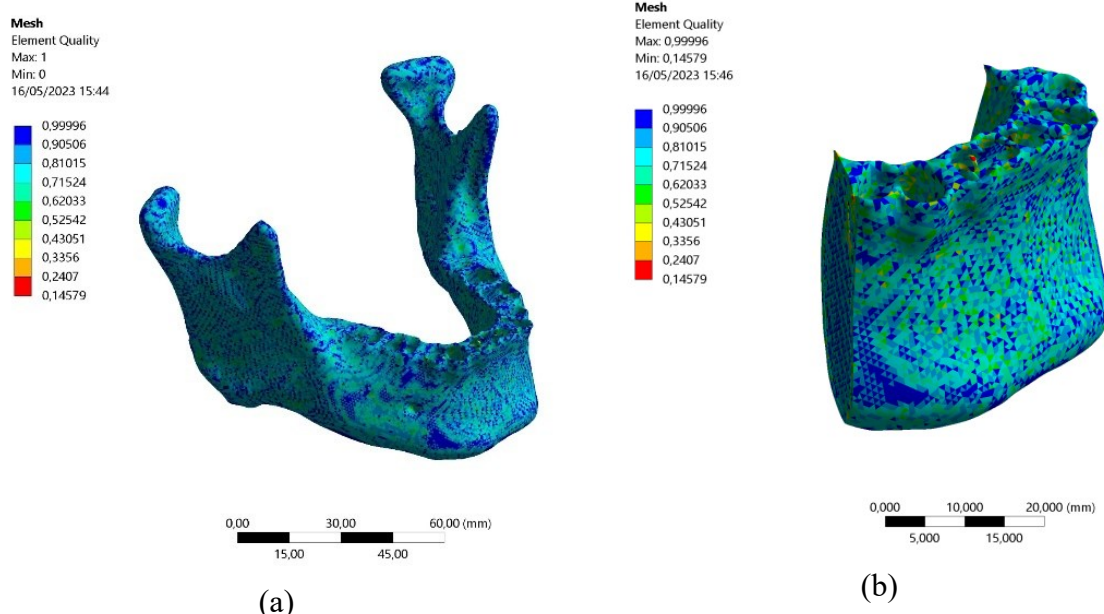 Mesh
Element Quality
Max: 1
Min: 0
16/05/2023 15:44
0,99996
0,90506
0,81015
0,71524
0,62033
0,52542
0,43051
0,3356
0,2407
0,14579
0,00 30,00 60,00 (mm)
15,00 45,00
(a)
Mesh
Element Quality
Max: 0,99996
Min: 0,14579
16/05/2023 15:46
0,99996
0,90506
0,81015
0,71524
0,62033
0,52542
0,43051
0,3356
0,2407
0,14579
0,000 10,000 20,000 (mm)
5,000 15,000
(b)